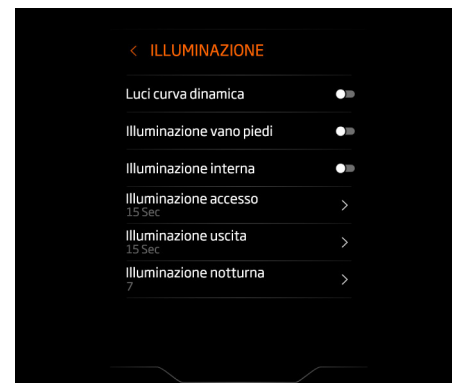 ILLUMINAZIONE
Luci curva dinamica
Illuminazione vano piedi
Illuminazione interna
Illuminazione accesso
15 Sec
Illuminazione uscita
15 Sec
Illuminazione notturna
7